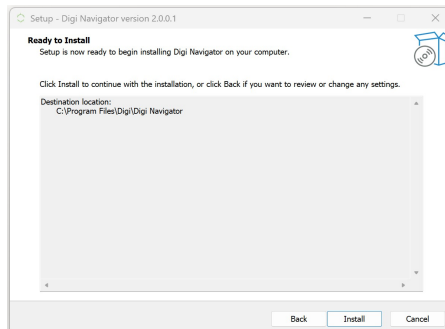 Setup - Digi Navigator version 2.0.0.1
Ready to Install
Setup is now ready to begin installing Digi Navigator on your computer.
Click Install to continue with the installation, or click Back if you want to review or change any settings.
Destination location:
C:\Program Files\Digi\Digi Navigator
Back Install Cancel